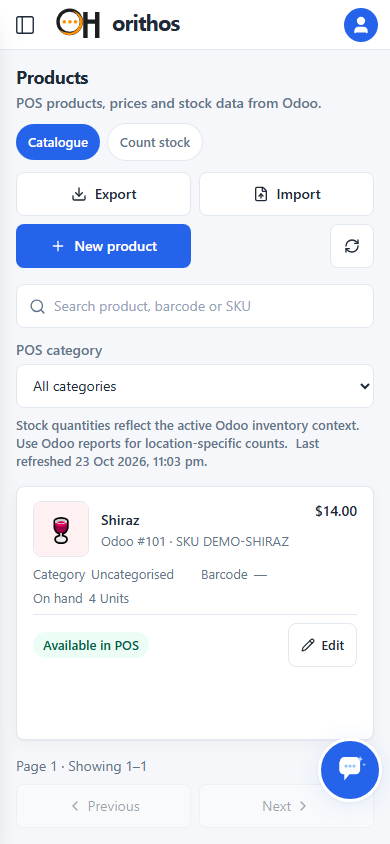 OH orithos
Products
POS products, prices and stock data from Odoo.
Catalogue Count stock
Export Import
New product
Search product, barcode or SKU
POS category
All categories
Stock quantities reflect the active Odoo inventory context.
Use Odoo reports for location-specific counts. Last
refreshed 23 Oct 2026, 11:03 pm.
Shiraz $14.00
Odoo #101 · SKU DEMO-SHIRAZ
Category Uncategorised Barcode —
On hand 4 Units
Available in POS Edit
Page 1 · Showing 1–1
Previous Next